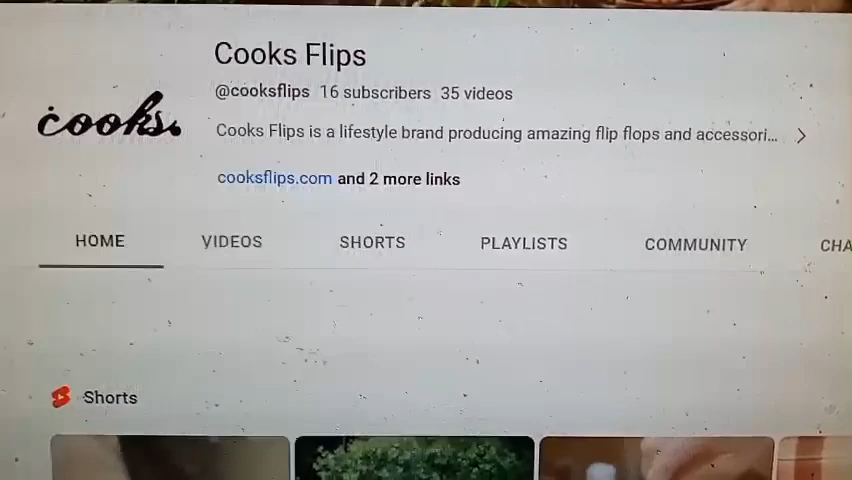 Cooks Flips
@cooksflips 16 subscribers 35 videos
cooks.
Cooks Flips is a lifestyle brand producing amazing flip flops and accessori...
cooksflips.com and 2 more links
HOME VIDEOS SHORTS PLAYLISTS COMMUNITY CHA
Shorts